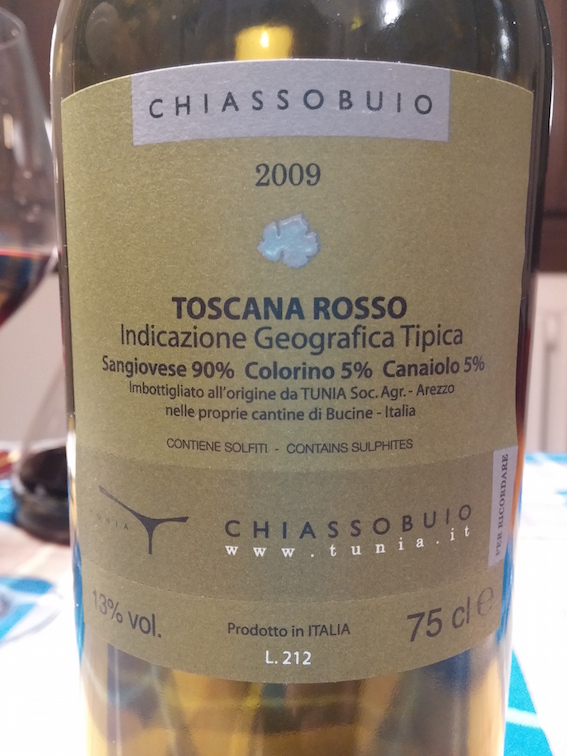 CHIASSOBUIO
2009
TOSCANA ROSSO
Indicazione Geografica Tipica
Sangiovese 90% Colorino 5% Canaiolo 5%
Imbottigliato all'origine da TUNIA Soc. Agr. - Arezzo
nelle proprie cantine di Bucine - Italia
CONTIENE SOLFITI - CONTAINS SULPHITES
PER RICORDARE
TUNIA
CHIASSOBUIO
www.tunia.it
13% vol.
Prodotto in ITALIA
75 cl e
L. 212